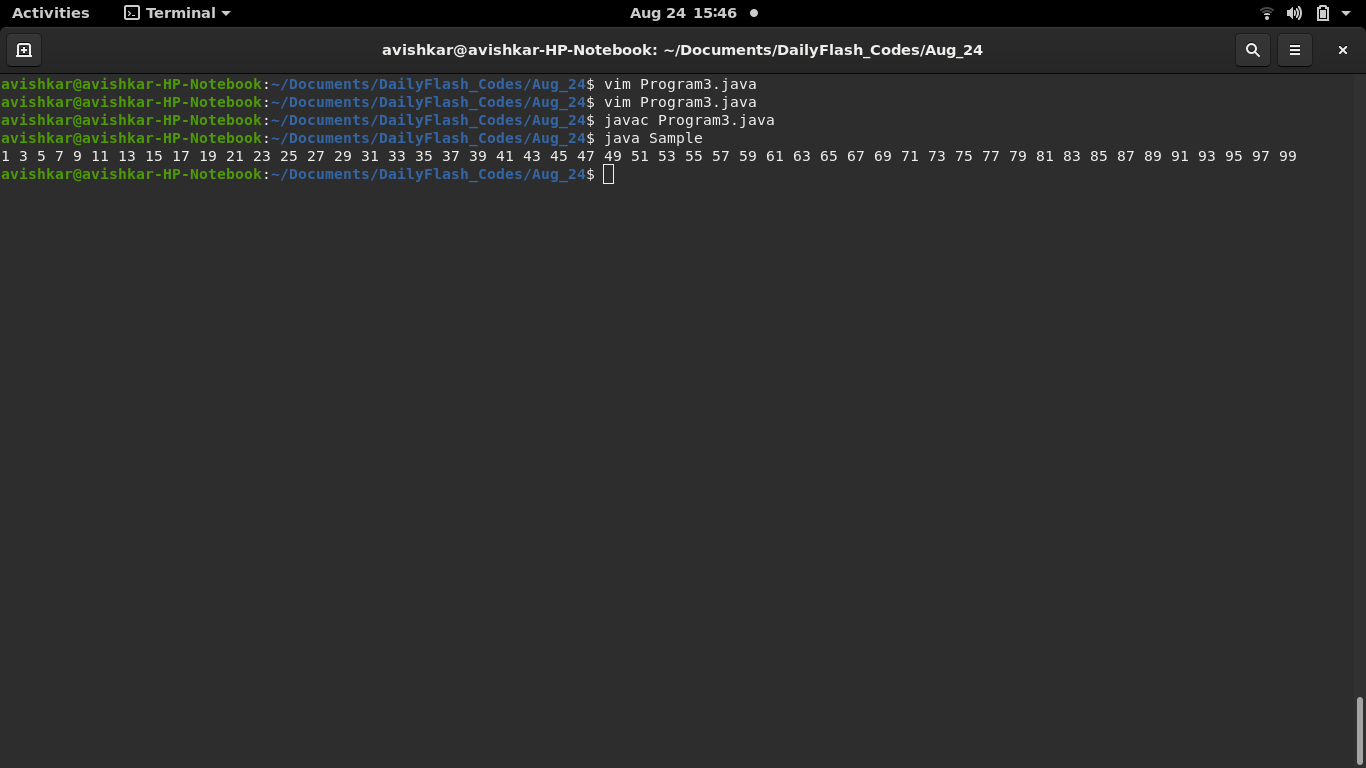 Activities Terminal Aug 24 15:46
avishkar@avishkar-HP-Notebook: ~/Documents/DailyFlash_Codes/Aug_24
avishkar@avishkar-HP-Notebook:~/Documents/DailyFlash_Codes/Aug_24$ vim Program3.java
avishkar@avishkar-HP-Notebook:~/Documents/DailyFlash_Codes/Aug_24$ vim Program3.java
avishkar@avishkar-HP-Notebook:~/Documents/DailyFlash_Codes/Aug_24$ javac Program3.java
avishkar@avishkar-HP-Notebook:~/Documents/DailyFlash_Codes/Aug_24$ java Sample
1 3 5 7 9 11 13 15 17 19 21 23 25 27 29 31 33 35 37 39 41 43 45 47 49 51 53 55 57 59 61 63 65 67 69 71 73 75 77 79 81 83 85 87 89 91 93 95 97 99
avishkar@avishkar-HP-Notebook:~/Documents/DailyFlash_Codes/Aug_24$